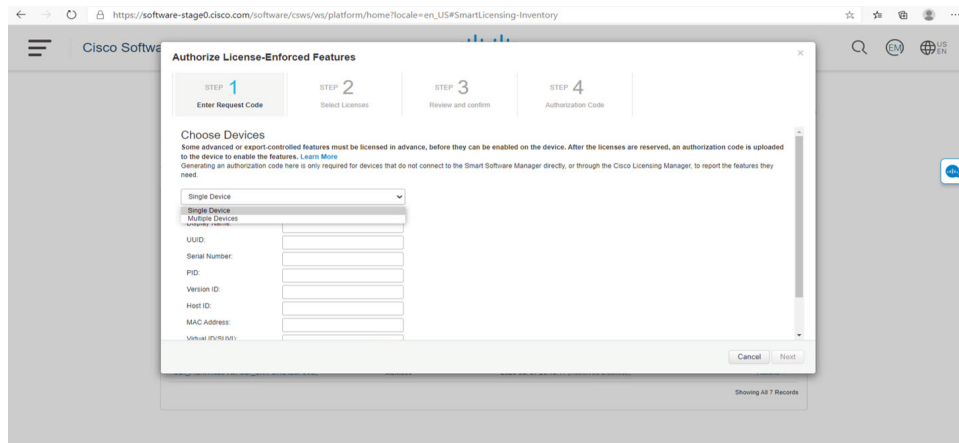 https://software-stage0.cisco.com/software/csws/ws/platform/home?locale=en_US#SmartLicensing-Inventory
Cisco Softwa
EM
US
EN
Authorize License-Enforced Features
STEP 1
Enter Request Code
STEP 2
Select Licenses
STEP 3
Review and confirm
STEP 4
Authorization Code
Choose Devices
Some advanced or export-controlled features must be licensed in advance, before they can be enabled on the device. After the licenses are reserved, an authorization code is uploaded
to the device to enable the features. Learn More
Generating an authorization code here is only required for devices that do not connect to the Smart Software Manager directly, or through the Cisco Licensing Manager, to report the features they
need.
Single Device
Single Device
Multiple Devices
Display Name:
UUID:
Serial Number:
PID:
Version ID:
Host ID:
MAC Address:
Virtual ID(SUVI):
Cancel
Next
Showing All 7 Records